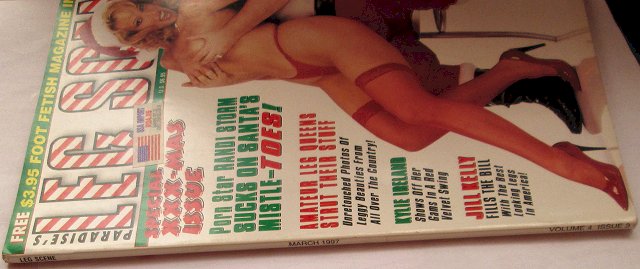 FREE $3.95 FOOT FETISH MAGAZINE IN
PARADISE'S
LEG SCENE
SPECIAL
XXX-MAS
ISSUE
Porn Star RANDI STORM
SUCKS ON SANTA'S
MISTLE-TOES!
AMATEUR LEG QUEENS
STRUT THEIR STUFF
Unretouched Photos Of
Leggy Beauties From
All Over The Country!
KYLIE IRELAND
Shows Off Her
Gams In A Red
Velvet Swing
JILL KELLY
FILLS THE BILL
With The Best
Looking Legs
In America!
LEG SCENE
MARCH 1997
VOLUME 4 ISSUE 3